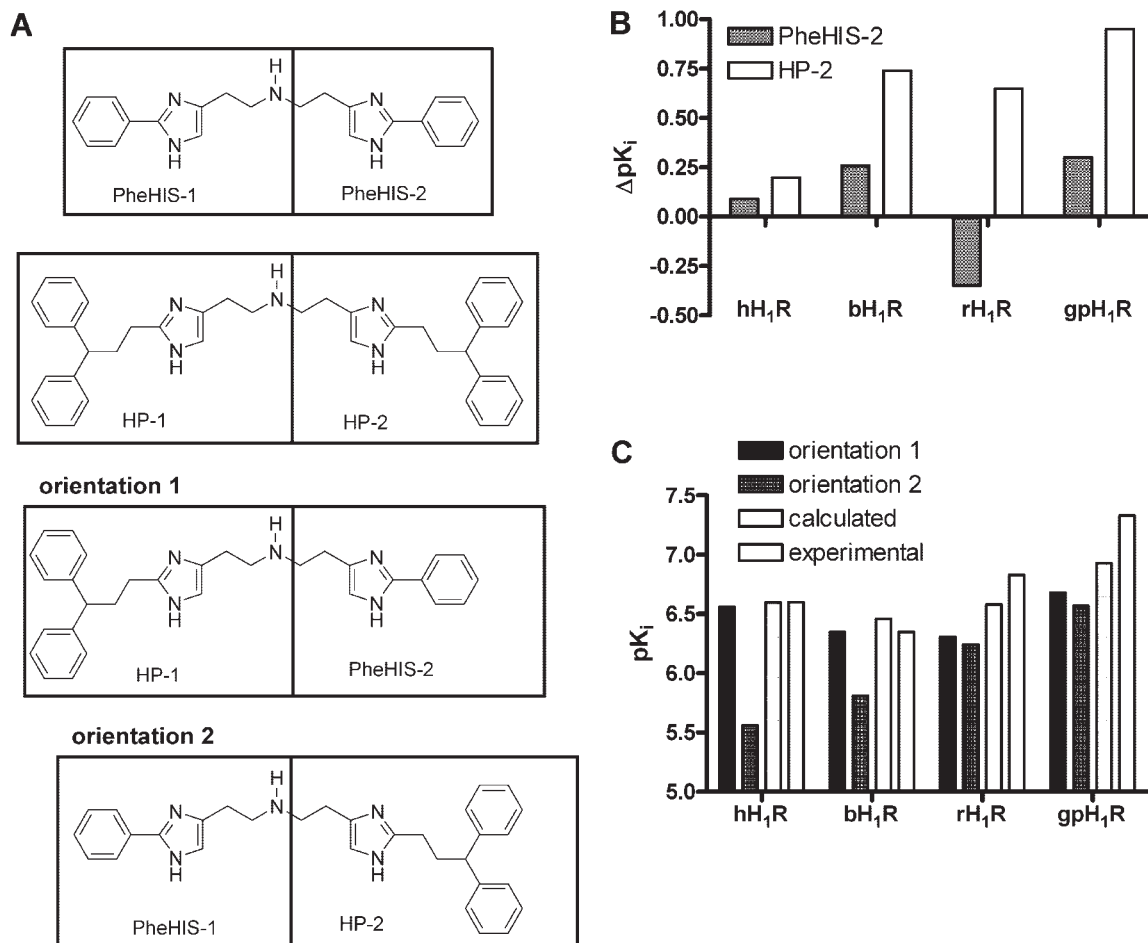 A
H
N
N
N
N
H
N
H
PheHIS-1
PheHIS-2
H
N
N
N
N
H
N
H
HP-1
HP-2
orientation 1
H
N
N
N
N
H
N
H
HP-1
PheHIS-2
orientation 2
H
N
N
N
N
H
N
H
PheHIS-1
HP-2
B
PheHIS-2
HP-2
ΔpKi
1.00
0.75
0.50
0.25
0.00
-0.25
-0.50
hH1R
bH1R
rH1R
gpH1R
C
orientation 1
orientation 2
calculated
experimental
pKi
7.5
7.0
6.5
6.0
5.5
5.0
hH1R
bH1R
rH1R
gpH1R